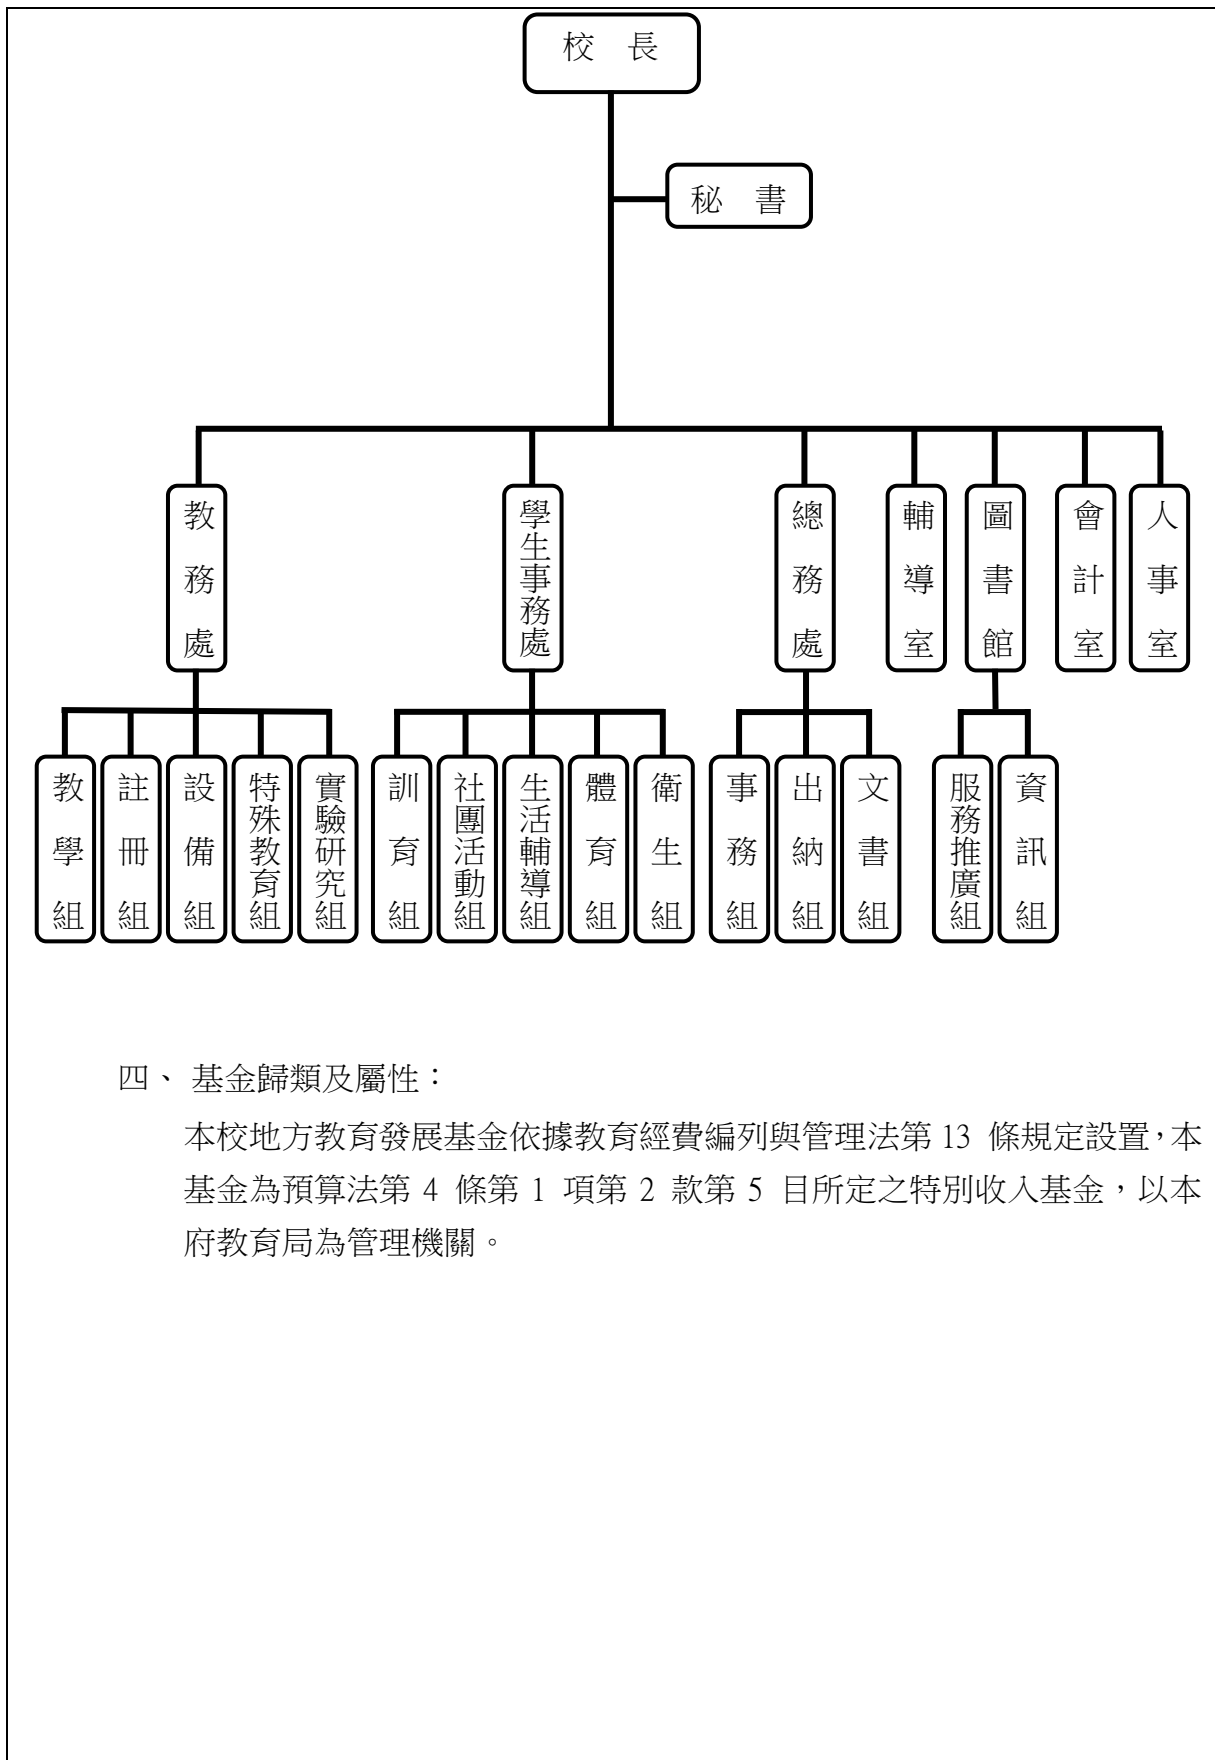 校　長
秘　書
教務處
學生事務處
總務處
輔導室
圖書館
會計室
人事室
教學組
註冊組
設備組
特殊教育組
實驗研究組
訓育組
社團活動組
生活輔導組
體育組
衛生組
事務組
出納組
文書組
服務推廣組
資訊組
四、 基金歸類及屬性：
本校地方教育發展基金依據教育經費編列與管理法第 13 條規定設置，本
基金為預算法第 4 條第 1 項第 2 款第 5 目所定之特別收入基金，以本
府教育局為管理機關。